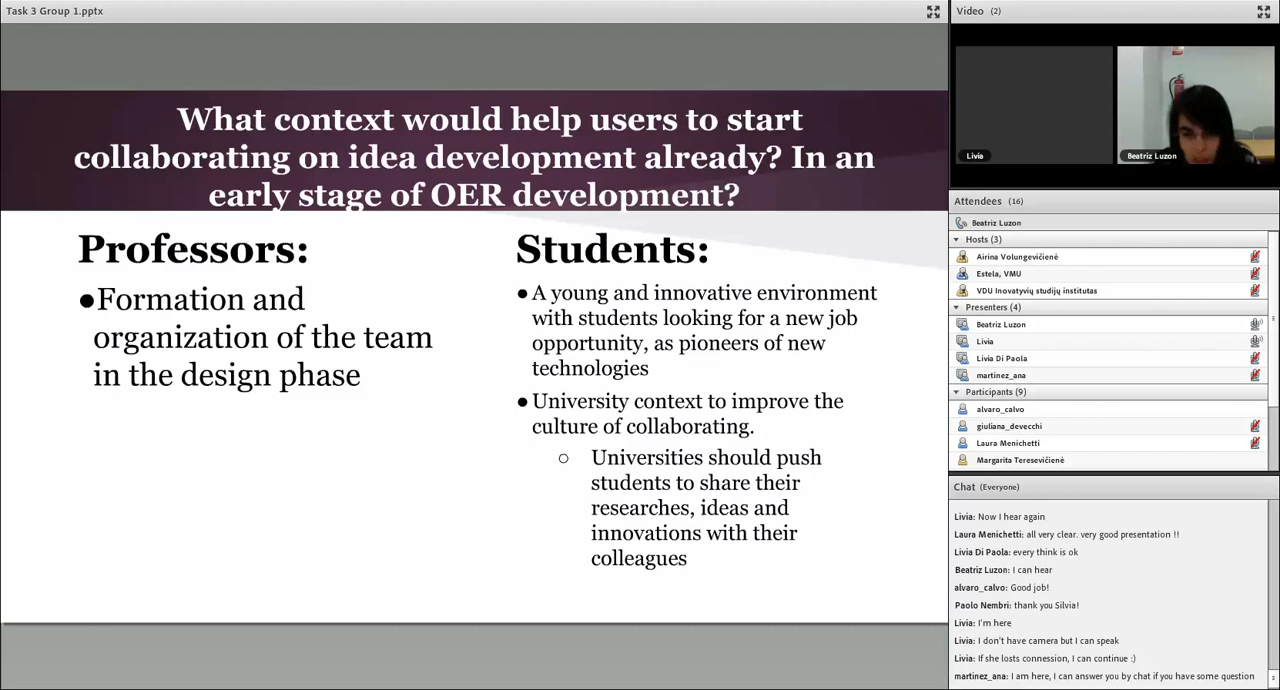 Task 3 Group 1.pptx
What context would help users to start
collaborating on idea development already? In an
early stage of OER development?
Professors:
●Formation and
organization of the team
in the design phase
Students:
● A young and innovative environment
with students looking for a new job
opportunity, as pioneers of new
technologies
● University context to improve the
culture of collaborating.
○ Universities should push
students to share their
researches, ideas and
innovations with their
colleagues
Video (2)
Livia
Beatriz Luzon
Attendees (16)
Beatriz Luzon
Hosts (3)
Airina Volungevičienė
Estela, VMU
VDU Inovatyvių studijų institutas
Presenters (4)
Beatriz Luzon
Livia
Livia Di Paola
martinez_ana
Participants (9)
alvaro_calvo
giuliana_devecchi
Laura Menichetti
Margarita Teresevičienė
Chat (Everyone)
Livia: Now I hear again
Laura Menichetti: all very clear. very good presentation !!
Livia Di Paola: every think is ok
Beatriz Luzon: I can hear
alvaro_calvo: Good job!
Paolo Nembri: thank you Silvia!
Livia: I'm here
Livia: I don't have camera but I can speak
Livia: If she losts connession, I can continue :)
martinez_ana: I am here, I can answer you by chat if you have some question